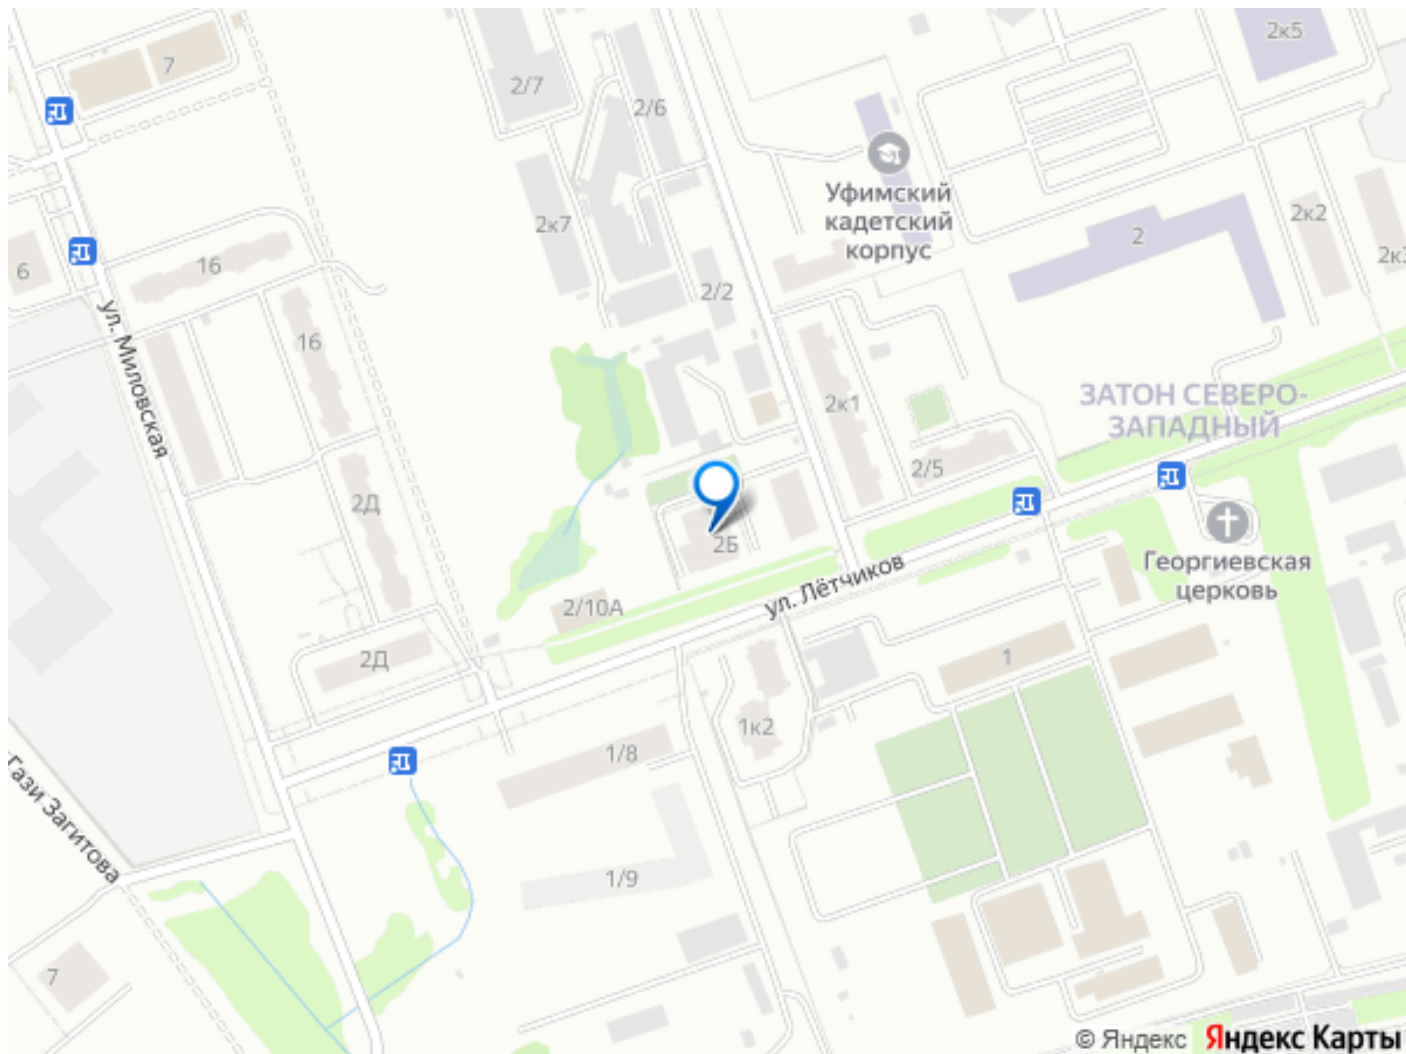 2к5
7
2/7
2/6
Уфимский
кадетский
корпус
2к7
2к2
2
2к3
16
6
2/2
ул. Миловская
16
2к1
ЗАТОН СЕВЕРО-
ЗАПАДНЫЙ
2/5
2Д
2Б
Георгиевская
церковь
ул. Лётчиков
2/10А
2Д
1
1к2
1/8
Гази Загитова
1/9
7
© Яндекс Яндекс Карты